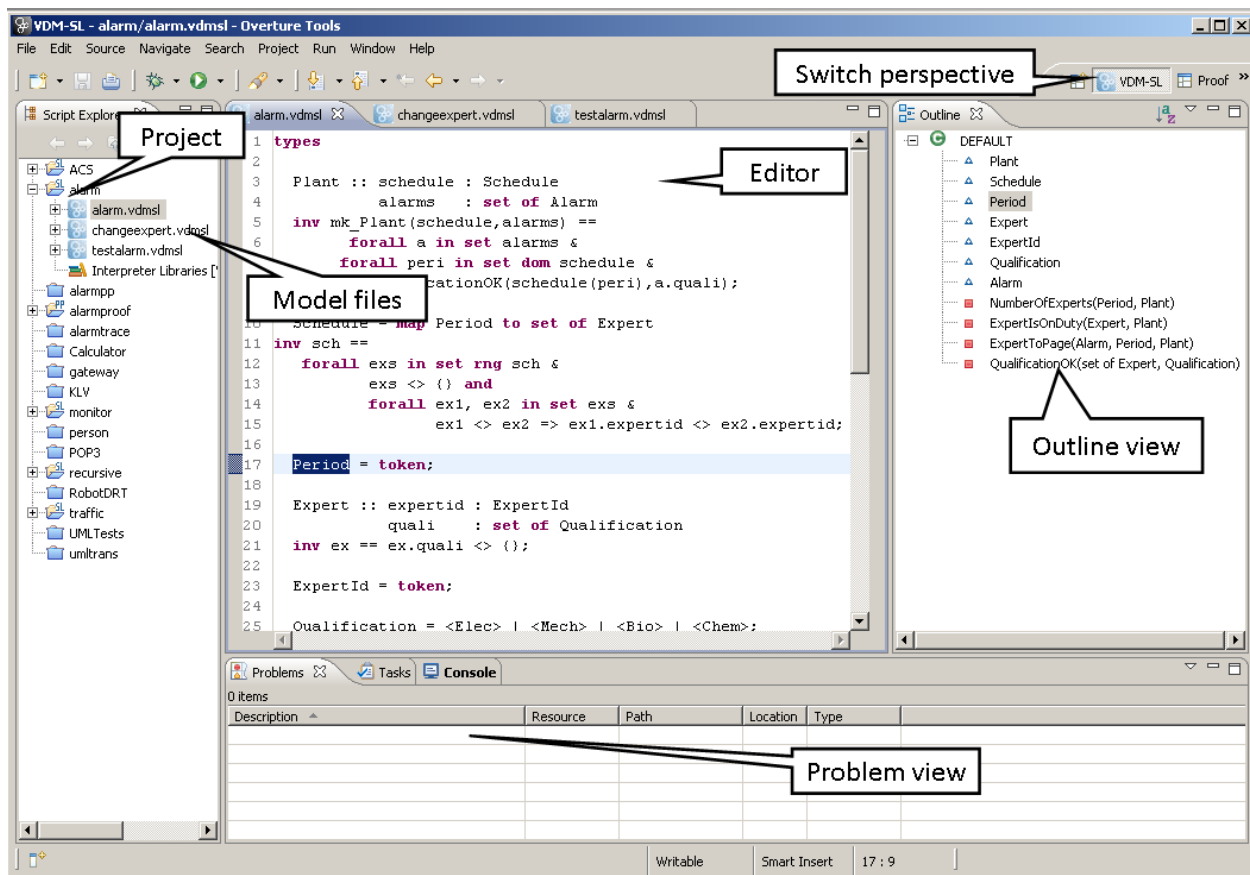 VDM-SL - alarm/alarm.vdmsl - Overture Tools
File Edit Source Navigate Search Project Run Window Help
Switch perspective
VDM-SL Proof »
Script Explore
Project
ACS
alarm
alarm.vdmsl
changeexpert.vdmsl
testalarm.vdmsl
Interpreter Libraries ['
alarmpp
alarmproof
alarmtrace
Calculator
gateway
KLV
monitor
person
POP3
recursive
RobotDRT
traffic
UMLTests
umltrans
Model files
alarm.vdmsl changeexpert.vdmsl testalarm.vdmsl
1 types
2
3 Plant :: schedule : Schedule
4 alarms : set of Alarm
5 inv mk_Plant(schedule,alarms) ==
6 forall a in set alarms &
forall peri in set dom schedule &
cationOK(schedule(peri),a.quali);
10 Schedule = map Period to set of Expert
11 inv sch ==
12 forall exs in set rng sch &
13 exs <> {} and
14 forall ex1, ex2 in set exs &
15 ex1 <> ex2 => ex1.expertid <> ex2.expertid;
16
17 Period = token;
18
19 Expert :: expertid : ExpertId
20 quali : set of Qualification
21 inv ex == ex.quali <> {};
22
23 ExpertId = token;
24
25 Qualification = <Elec> | <Mech> | <Bio> | <Chem>;
Editor
Outline
DEFAULT
Plant
Schedule
Period
Expert
ExpertId
Qualification
Alarm
NumberOfExperts(Period, Plant)
ExpertIsOnDuty(Expert, Plant)
ExpertToPage(Alarm, Period, Plant)
QualificationOK(set of Expert, Qualification)
Outline view
Problems Tasks Console
0 items
Description Resource Path Location Type
Problem view
Writable Smart Insert 17 : 9